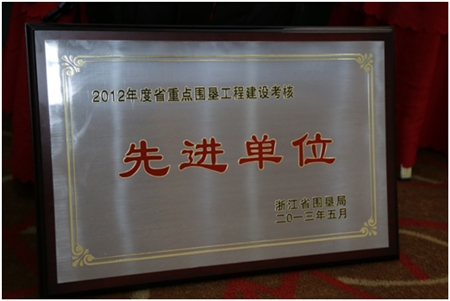 2012年度省重点围垦工程建设考核
先进单位
浙江省围垦局
二〇一三年五月